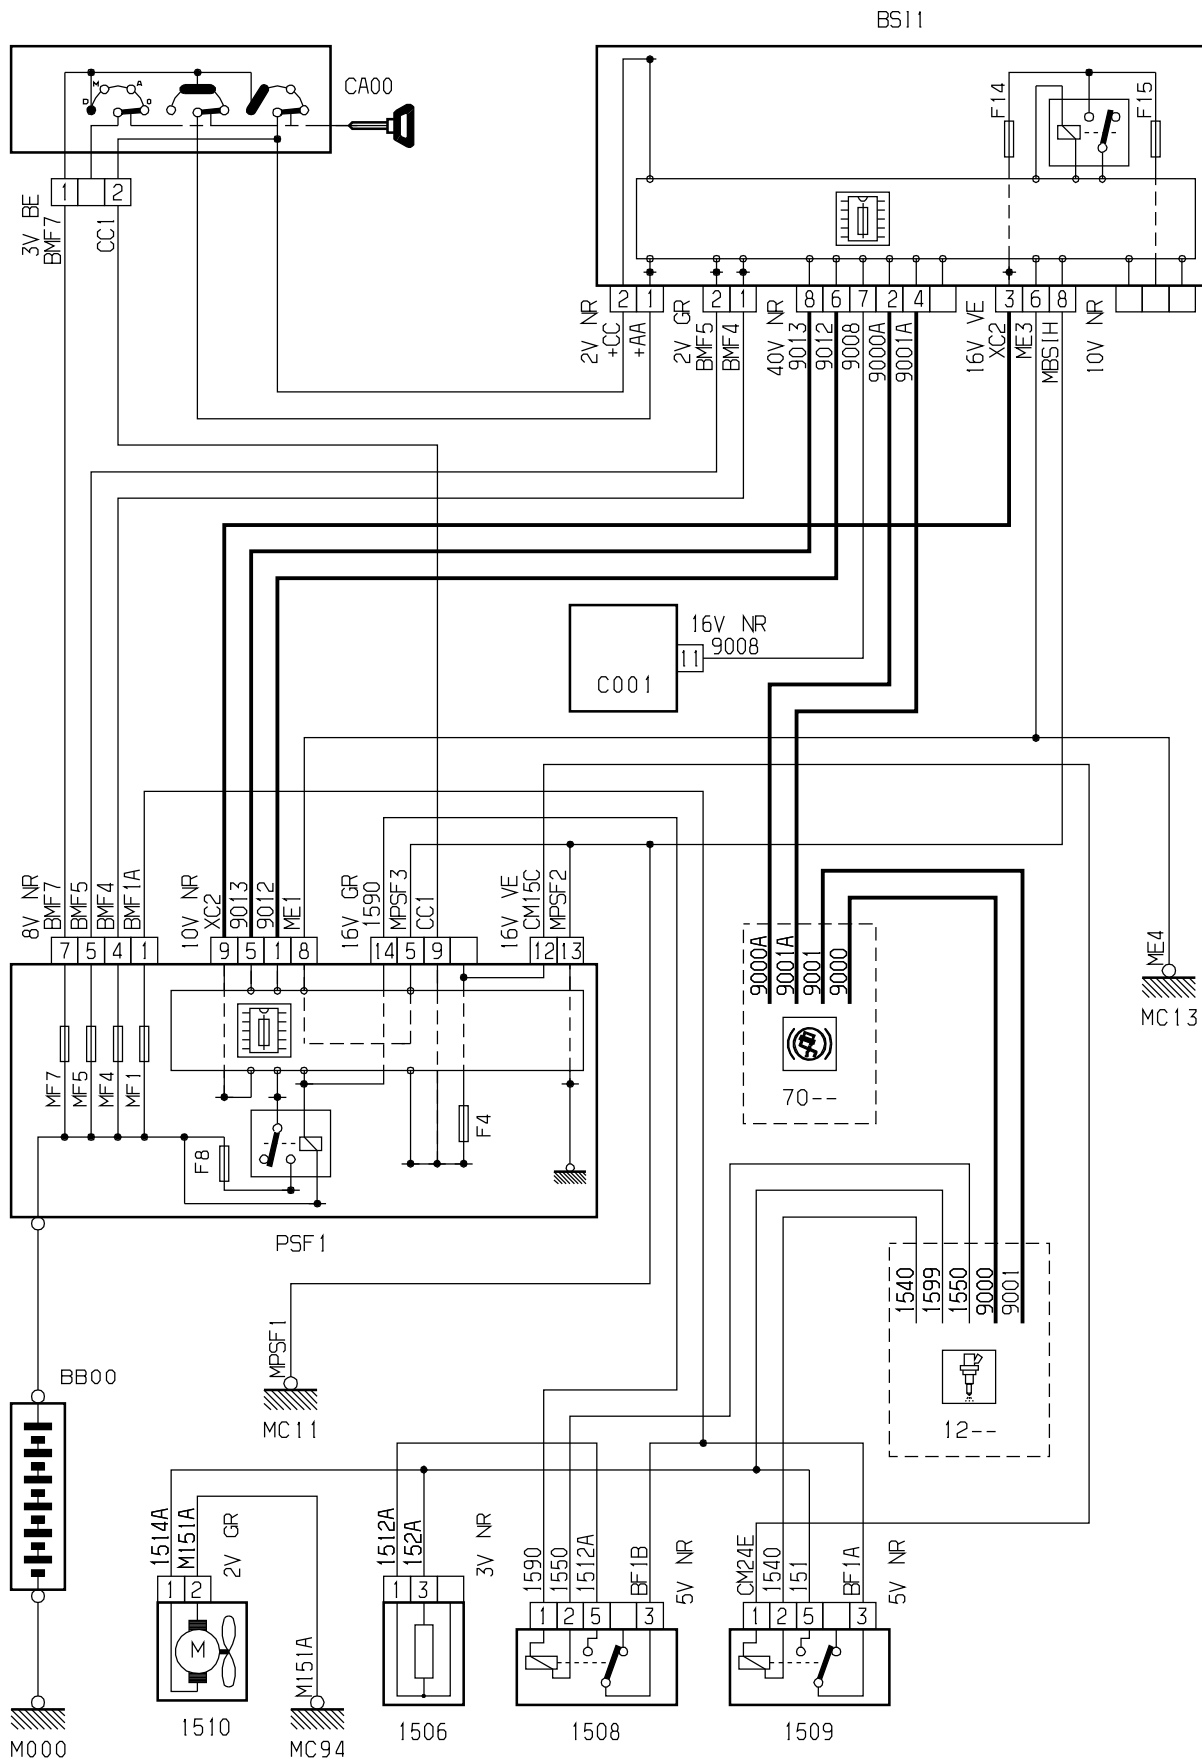 BSI1
CA00
M A
D O
F14
F15
1 2
3V BE
BMF7
CC1
2 1 2 1 8 6 7 2 4 3 6 8
2V NR
+CC
+AA
2V GR
BMF5
BMF4
40V NR
9013
9012
9008
9000A
9001A
16V VE
XC2
ME3
MBSIH
10V NR
16V NR
9008
11
C001
8V NR
BMF7
BMF5
BMF4
BMF1A
10V NR
XC2
9013
9012
ME1
16V GR
1590
MPSF3
CC1
16V VE
CM15C
MPSF2
7 5 4 1 9 5 1 8 14 5 9 12 13
9000A
9001A
9001
9000
ME4
MC13
MF7
MF5
MF4
MF1
F8
F4
70--
PSF1
1540
1599
1550
9000
9001
MPSF1
MC11
12--
BB00
1514A
M151A
2V GR
1512A
152A
3V NR
1590
1550
1512A
BF1B
5V NR
CM24E
1540
151
BF1A
5V NR
1 2
1 3
1 2 5 3
1 2 5 3
M
M151A
M000
1510
MC94
1506
1508
1509